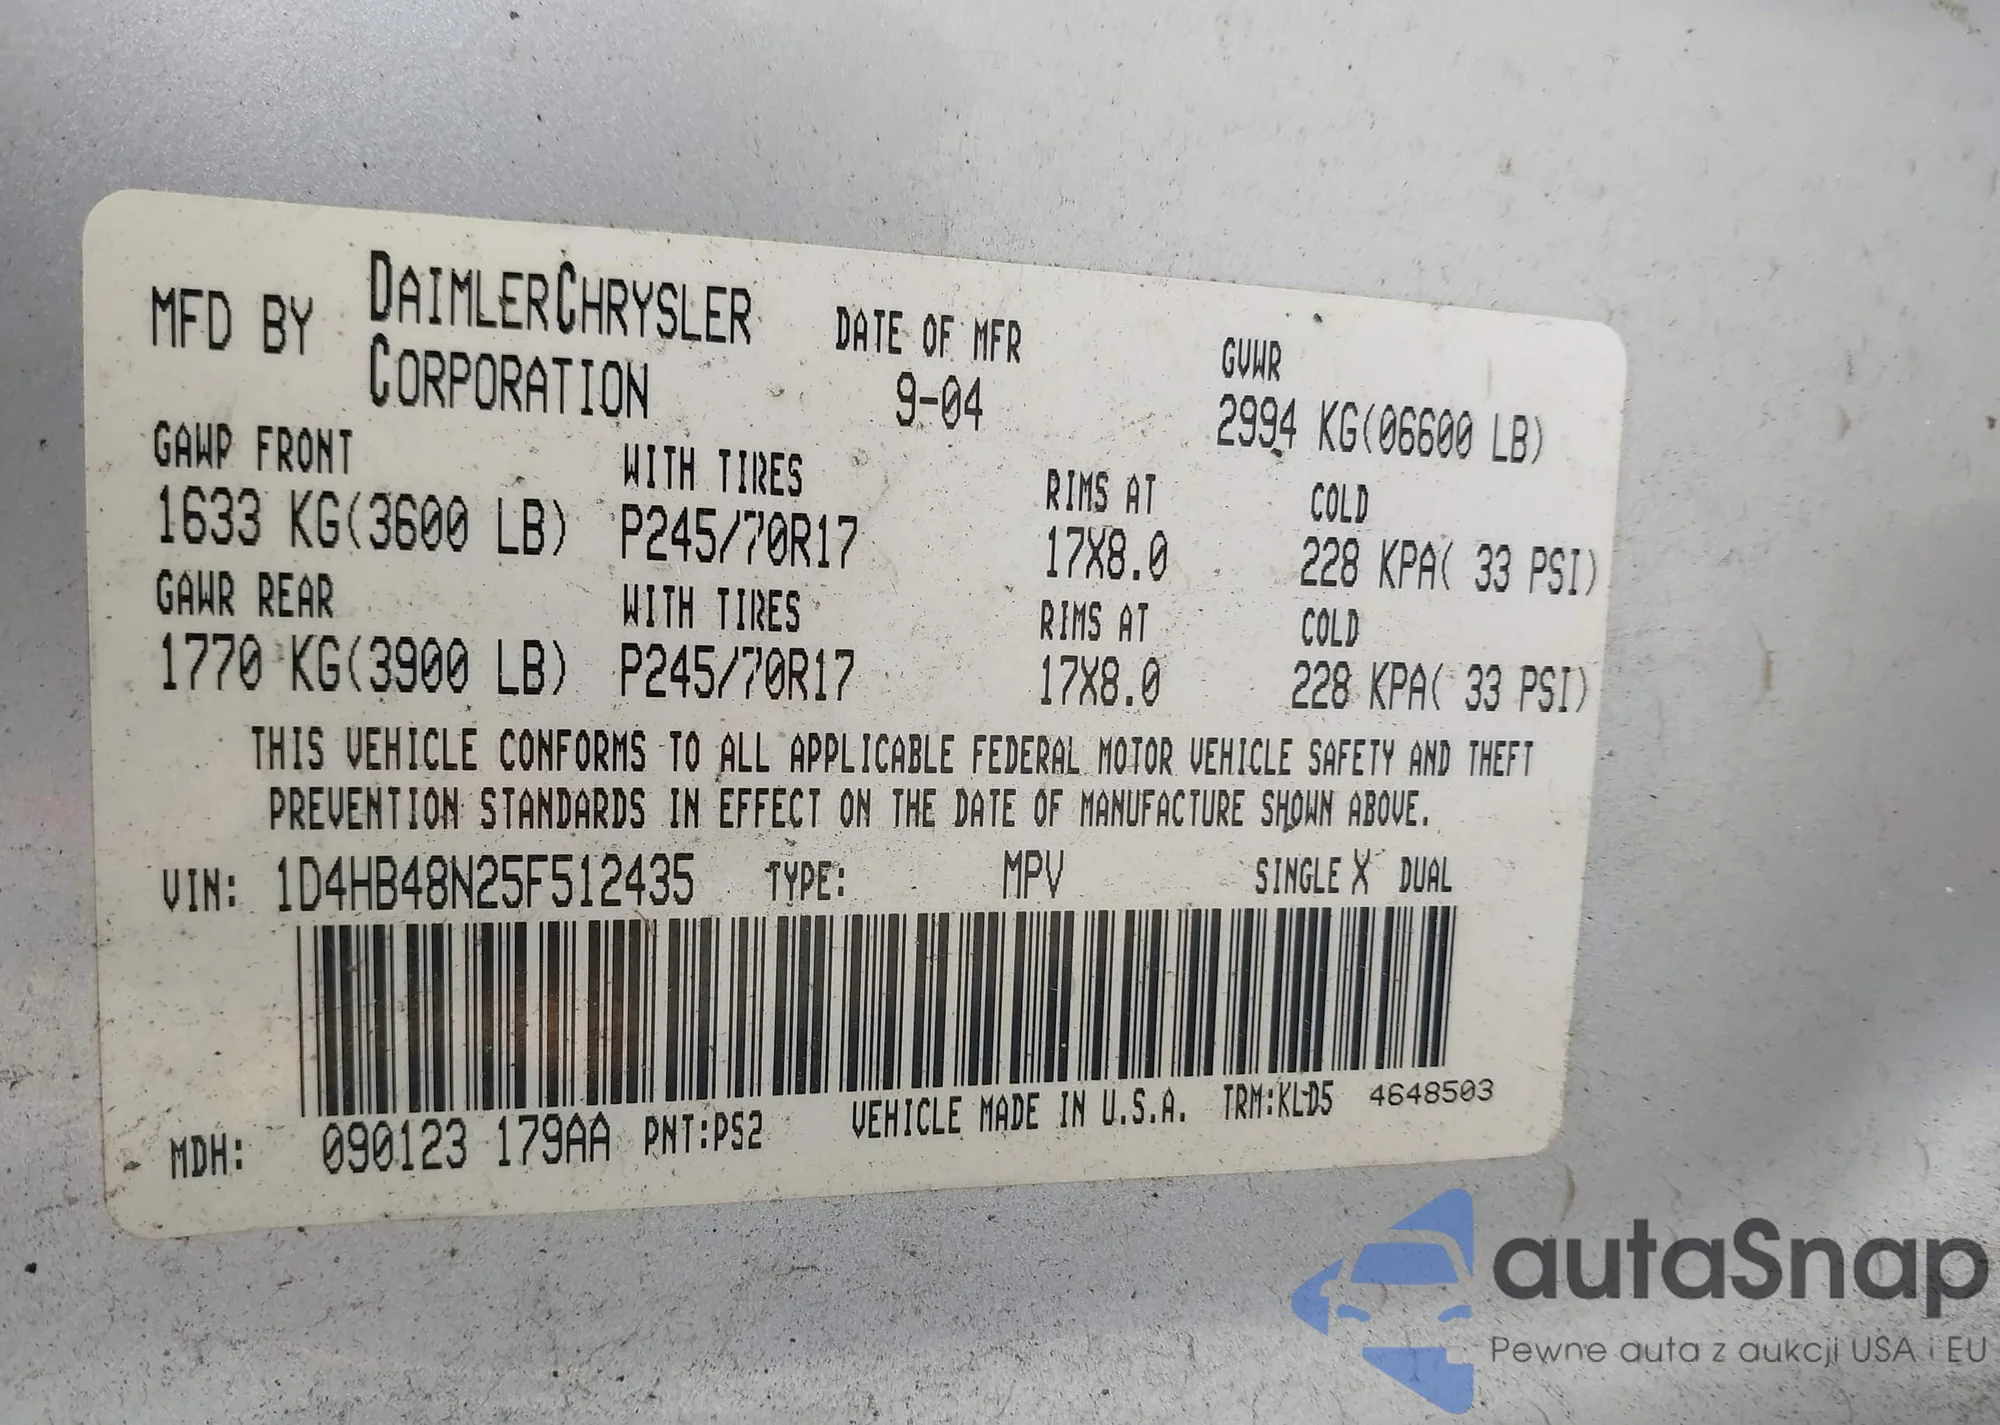 MFD BY DAIMLERCHRYSLER CORPORATION DATE OF MFR 9-04 GVWR
2994 KG(06600 LB)
GAWP FRONT WITH TIRES RIMS AT COLD
1633 KG(3600 LB) P245/70R17 17X8.0 228 KPA( 33 PSI)
GAWR REAR WITH TIRES RIMS AT COLD
1770 KG(3900 LB) P245/70R17 17X8.0 228 KPA( 33 PSI)
THIS VEHICLE CONFORMS TO ALL APPLICABLE FEDERAL MOTOR VEHICLE SAFETY AND THEFT
PREVENTION STANDARDS IN EFFECT ON THE DATE OF MANUFACTURE SHOWN ABOVE.
VIN: 1D4HB48N25F512435 TYPE: MPV SINGLE X DUAL
MDH: 090123 179AA PNT:PS2 VEHICLE MADE IN U.S.A. TRM:KLD5 4648503
autaSnap
Pewne auta z aukcji USA i EU